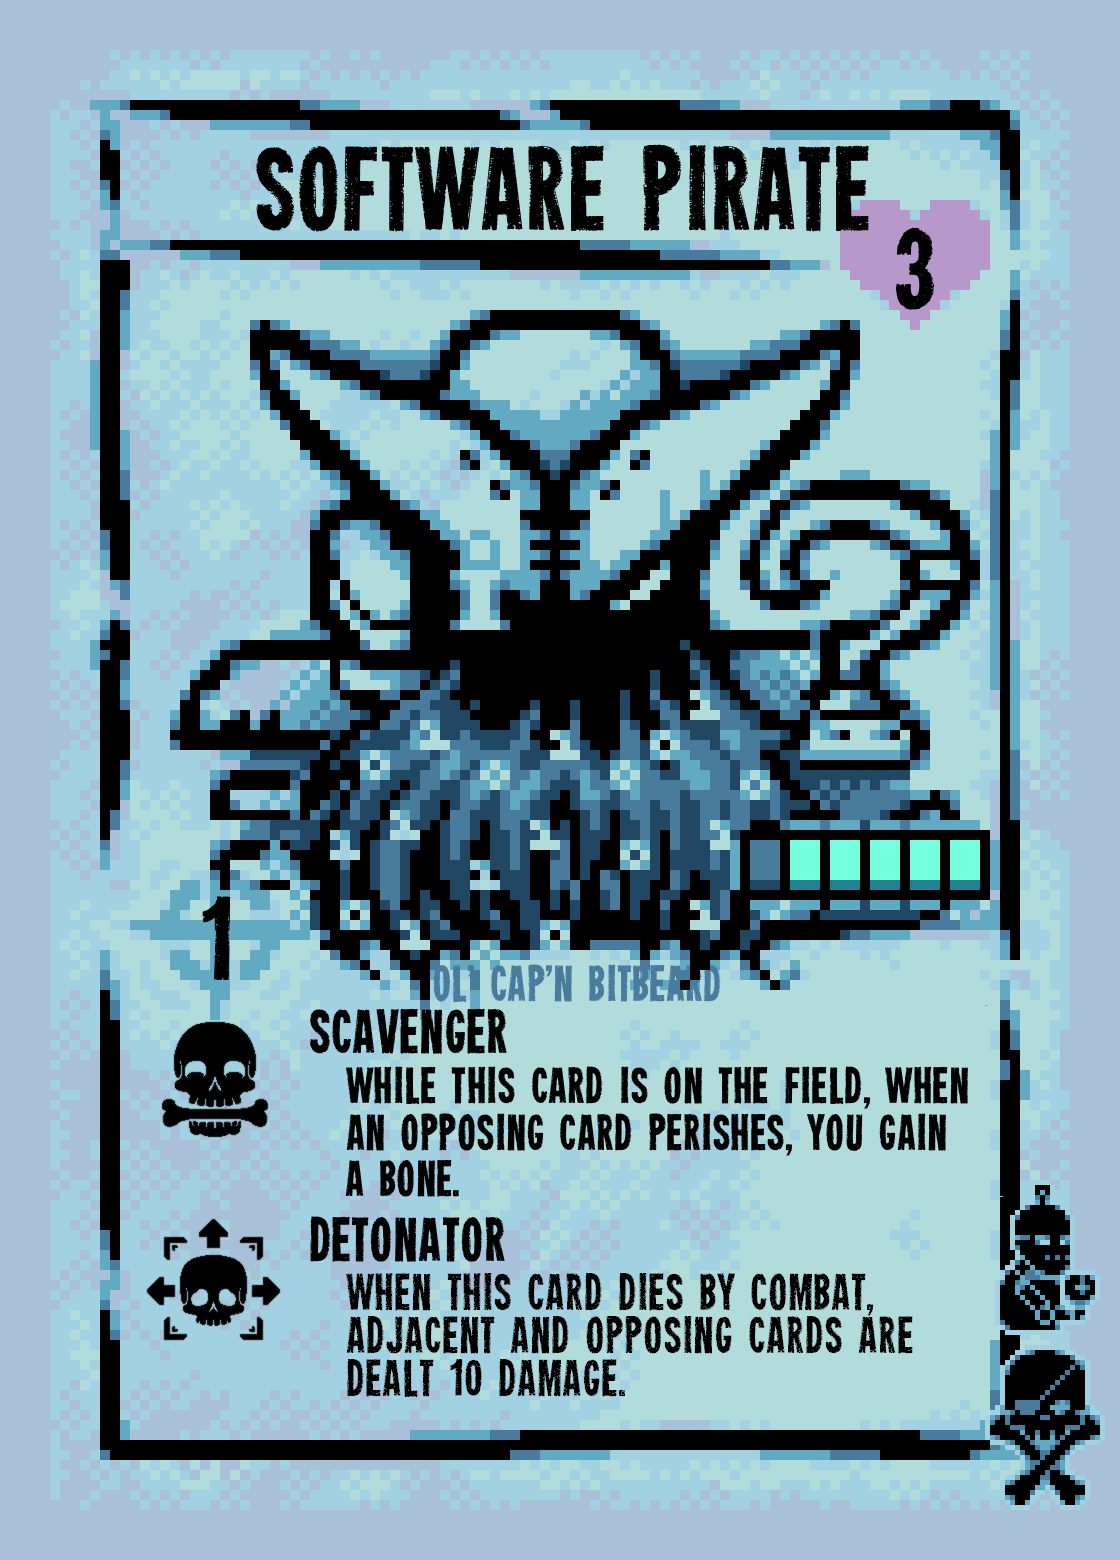 SOFTWARE PIRATE
3
1
OL' CAP'N BITBEARD
SCAVENGER
WHILE THIS CARD IS ON THE FIELD, WHEN
AN OPPOSING CARD PERISHES, YOU GAIN
A BONE.
DETONATOR
WHEN THIS CARD DIES BY COMBAT,
ADJACENT AND OPPOSING CARDS ARE
DEALT 10 DAMAGE.